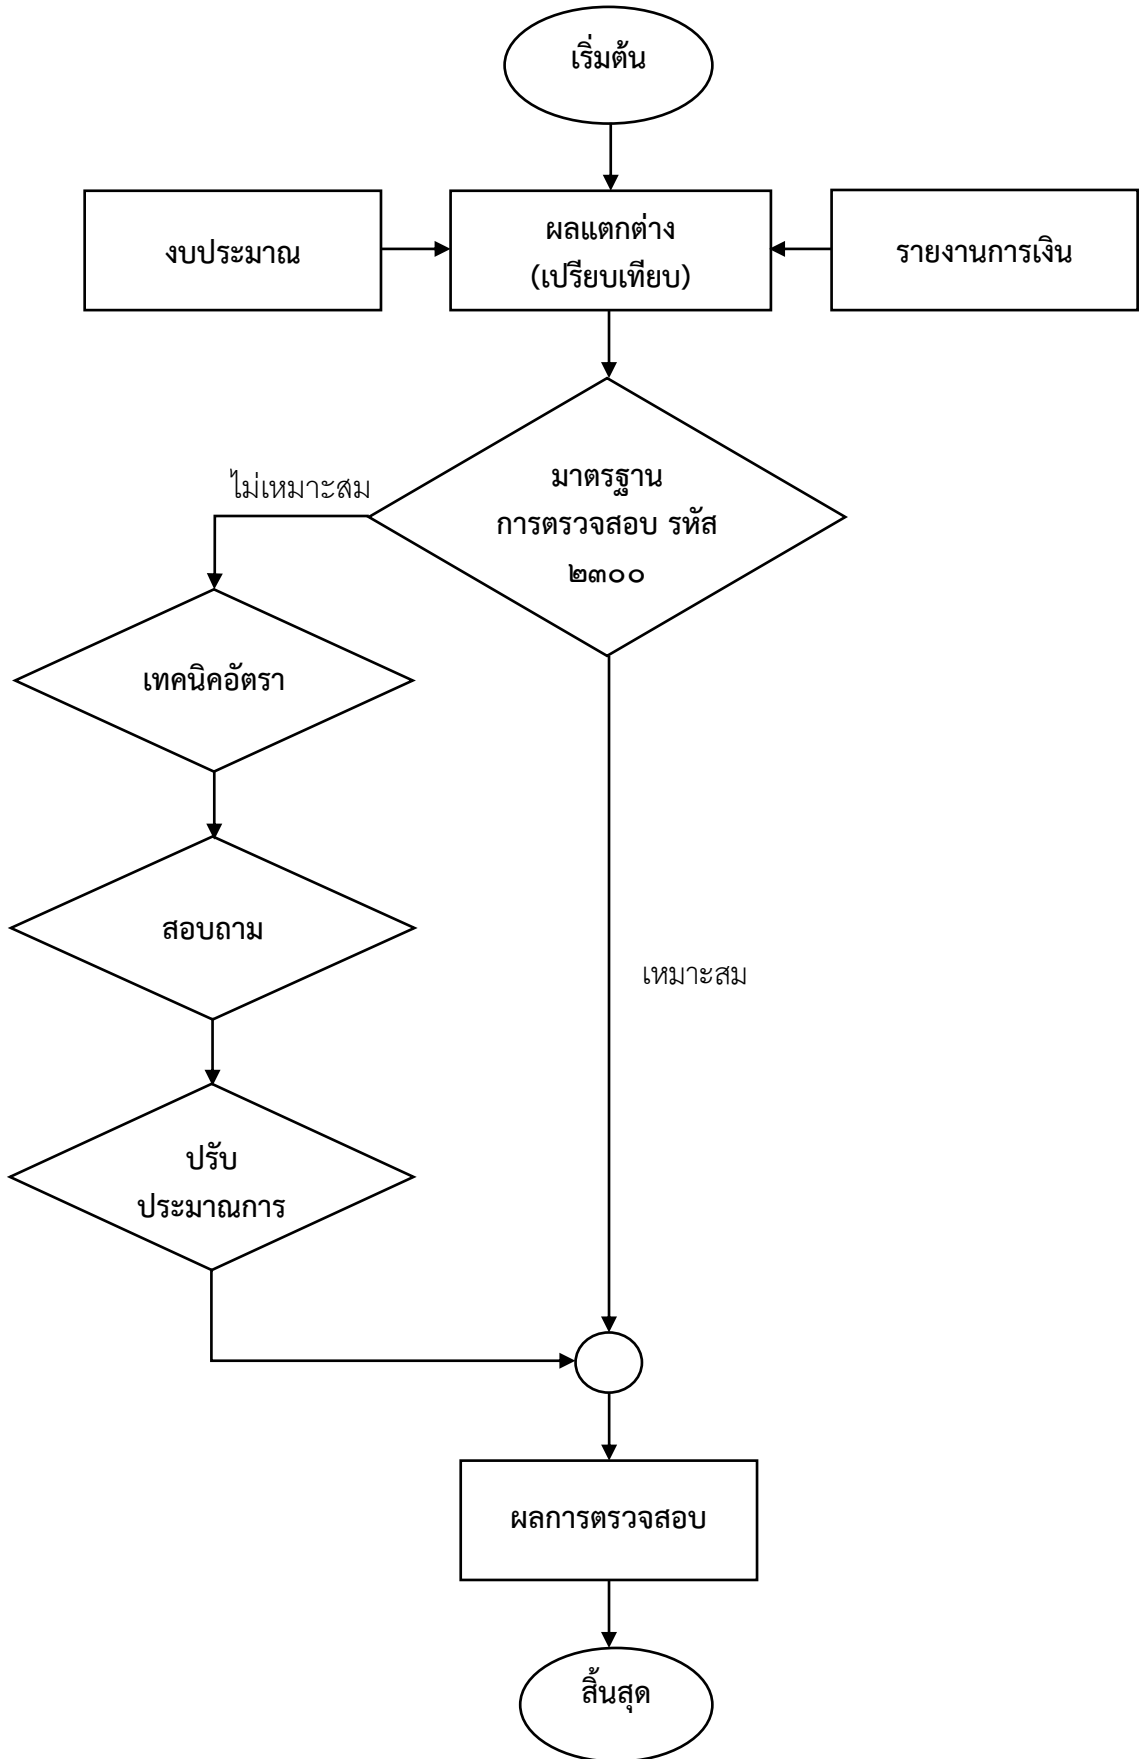 เริ่มต้น
งบประมาณ
ผลแตกต่าง
(เปรียบเทียบ)
รายงานการเงิน
ไม่เหมาะสม
มาตรฐาน
การตรวจสอบ รหัส
๒๓๐๐
เทคนิคอัตรา
สอบถาม
เหมาะสม
ปรับ
ประมาณการ
ผลการตรวจสอบ
สิ้นสุด